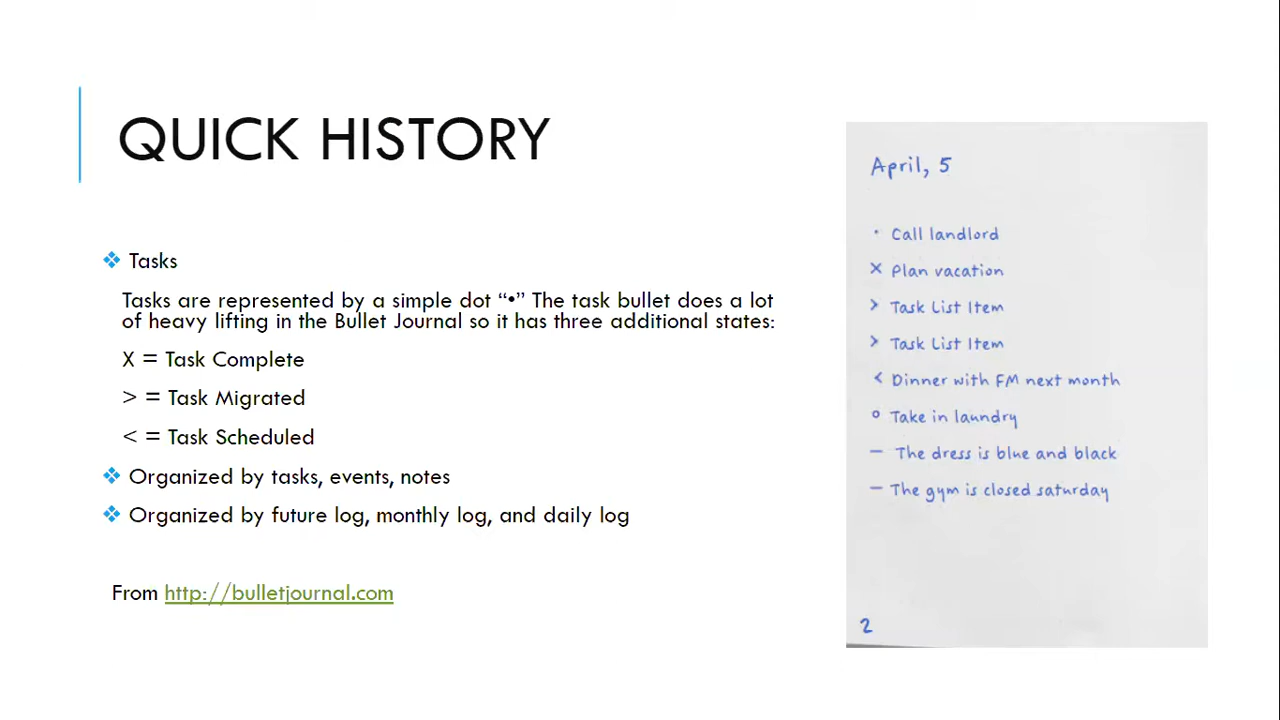 QUICK HISTORY
❖ Tasks
Tasks are represented by a simple dot “•” The task bullet does a lot
of heavy lifting in the Bullet Journal so it has three additional states:
X = Task Complete
> = Task Migrated
< = Task Scheduled
❖ Organized by tasks, events, notes
❖ Organized by future log, monthly log, and daily log
From http://bulletjournal.com
April, 5
· Call landlord
× Plan vacation
> Task List Item
> Task List Item
< Dinner with FM next month
o Take in laundry
– The dress is blue and black
– The gym is closed saturday
2